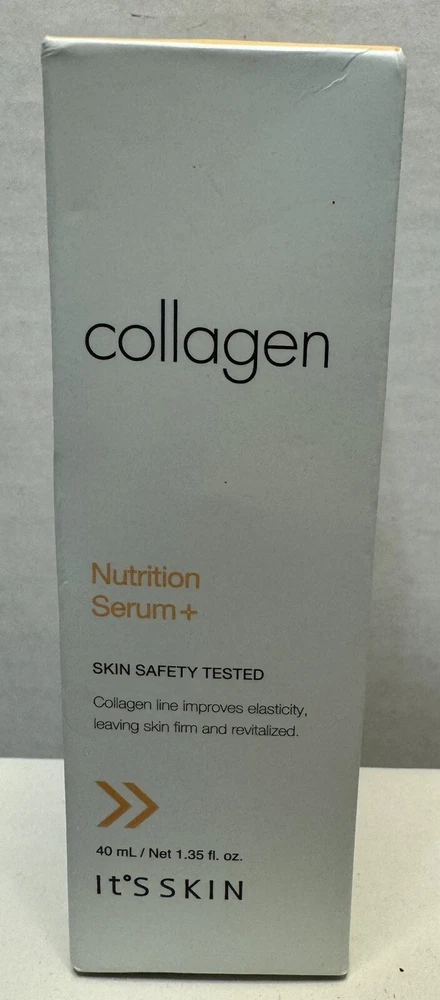 collagen
Nutrition
Serum+
SKIN SAFETY TESTED
Collagen line improves elasticity,
leaving skin firm and revitalized.
40 mL / Net 1.35 fl. oz.
It°S SKIN